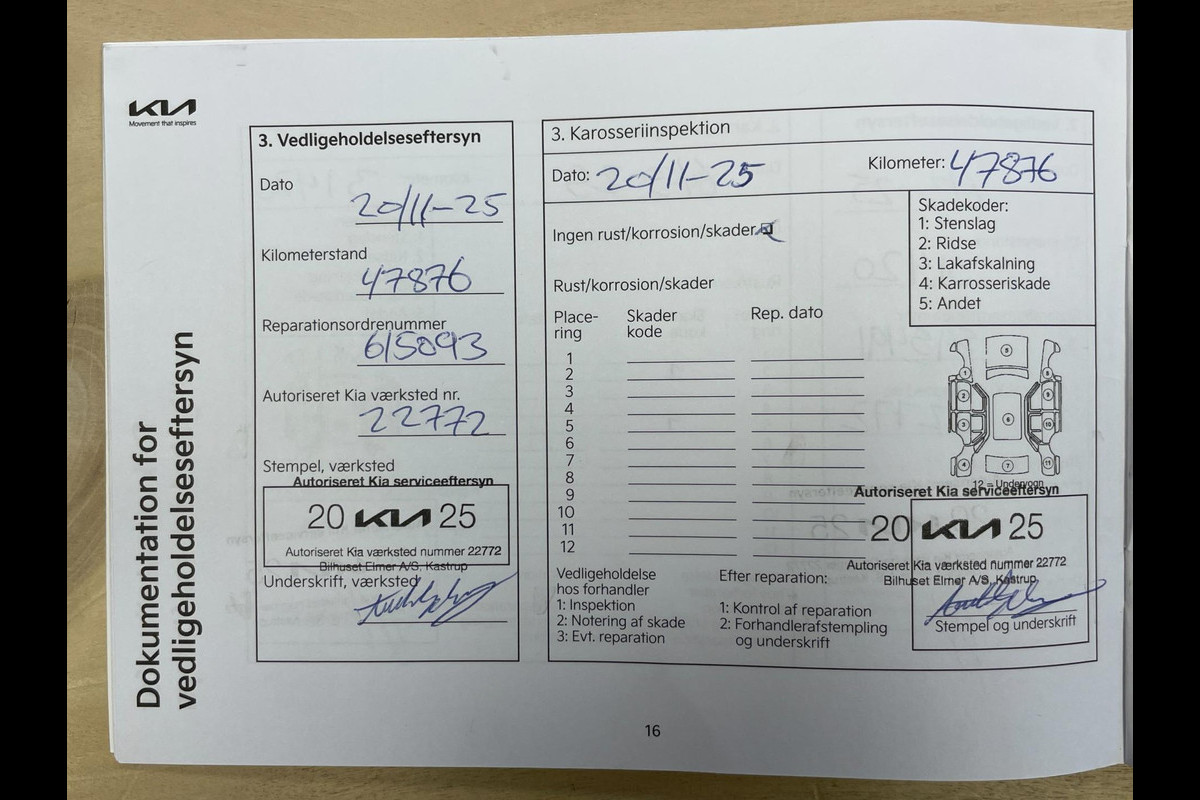 KIA
Movement that inspires
Dokumentation for
vedligeholdelseseftersyn
3. Vedligeholdelseseftersyn
Dato
20/11-25
Kilometerstand
47876
Reparationsordrenummer
615093
Autoriseret Kia værksted nr.
22772
Stempel, værksted
Autoriseret Kia serviceeftersyn
20 KIA 25
Autoriseret Kia værksted nummer 22772
Bilhuset Elmer A/S, Kastrup
Underskrift, værksted
3. Karosseriinspektion
Dato: 20/11-25 Kilometer: 47876
Ingen rust/korrosion/skader
Skadekoder:
1: Stenslag
2: Ridse
3: Lakafskalning
4: Karrosseriskade
5: Andet
Rust/korrosion/skader
Place-
ring
Skader
kode
Rep. dato
1
2
3
4
5
6
7
8
9
10
11
12
12 = Undervogn
Autoriseret Kia serviceeftersyn
20 KIA 25
Autoriseret Kia værksted nummer 22772
Bilhuset Elmer A/S, Kastrup
Vedligeholdelse
hos forhandler
1: Inspektion
2: Notering af skade
3: Evt. reparation
Efter reparation:
1: Kontrol af reparation
2: Forhandlerafstempling
og underskrift
Stempel og underskrift
16